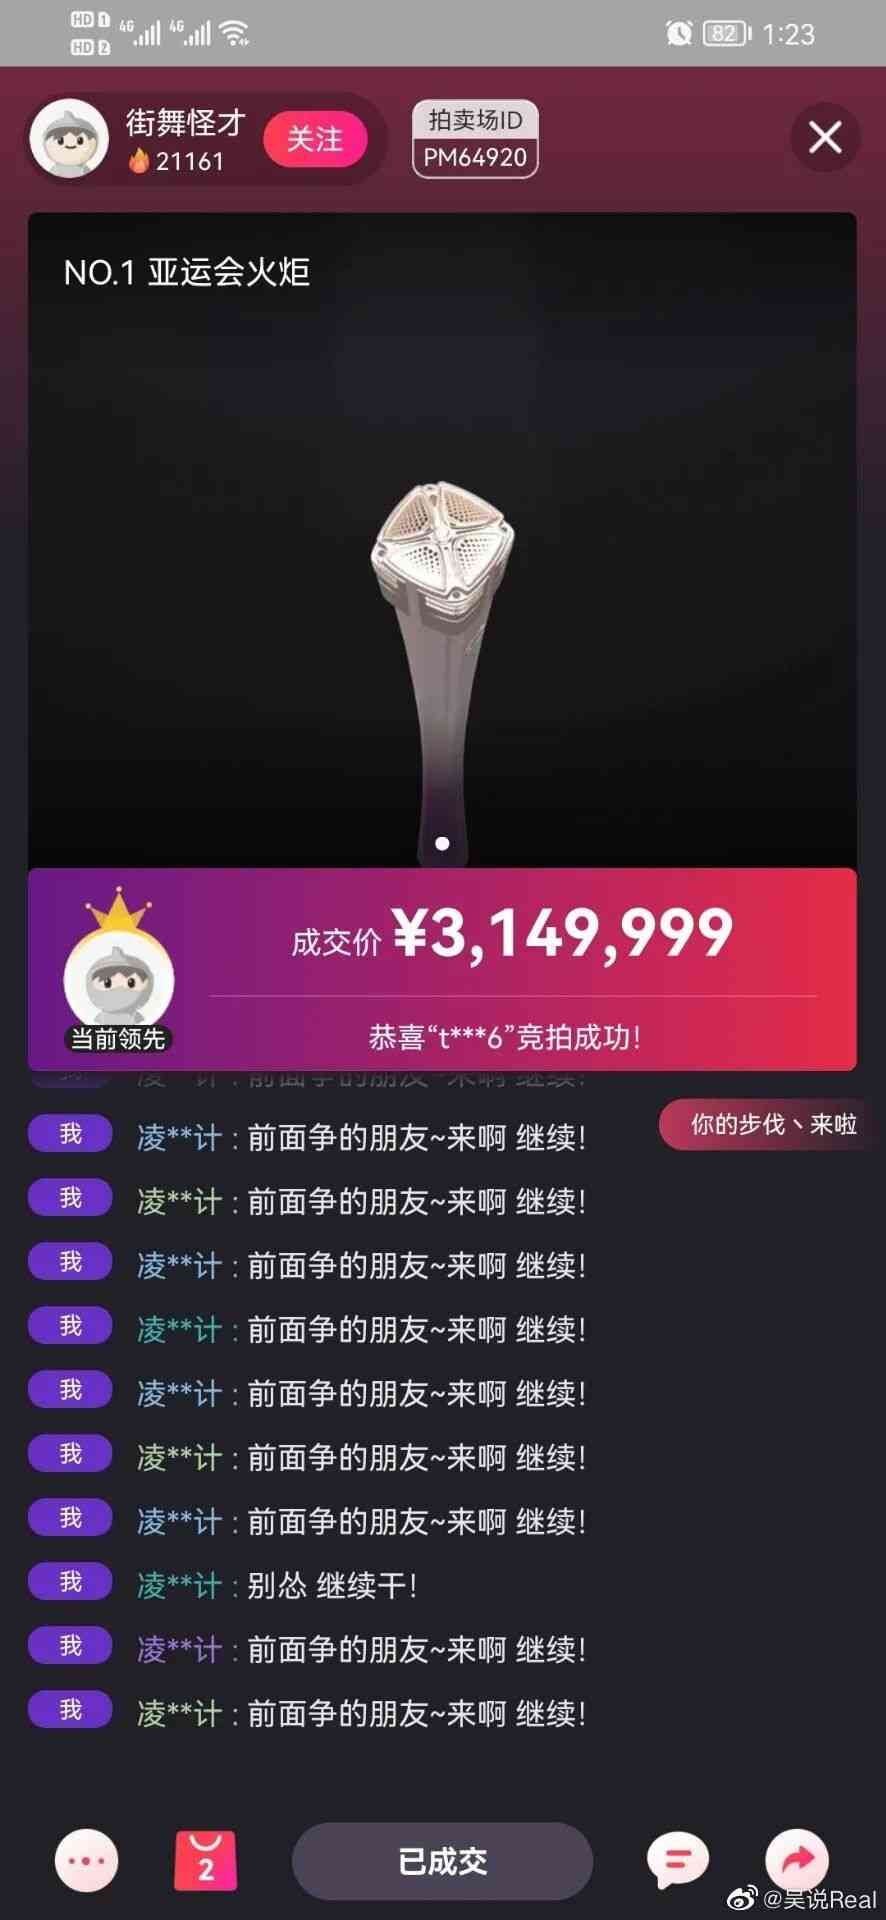 HD 1 4G 4G 82 1:23
HD 2
街舞怪才
21161
关注
拍卖场ID
PM64920
NO.1 亚运会火炬
成交价 ¥3,149,999
当前领先
恭喜“t***6”竞拍成功!
我 凌**计 : 前面争的朋友~来啊 继续!
你的步伐丶来啦
我 凌**计 : 前面争的朋友~来啊 继续!
我 凌**计 : 前面争的朋友~来啊 继续!
我 凌**计 : 前面争的朋友~来啊 继续!
我 凌**计 : 前面争的朋友~来啊 继续!
我 凌**计 : 前面争的朋友~来啊 继续!
我 凌**计 : 前面争的朋友~来啊 继续!
我 凌**计 : 别怂 继续干!
我 凌**计 : 前面争的朋友~来啊 继续!
我 凌**计 : 前面争的朋友~来啊 继续!
2
已成交
@吴说Real